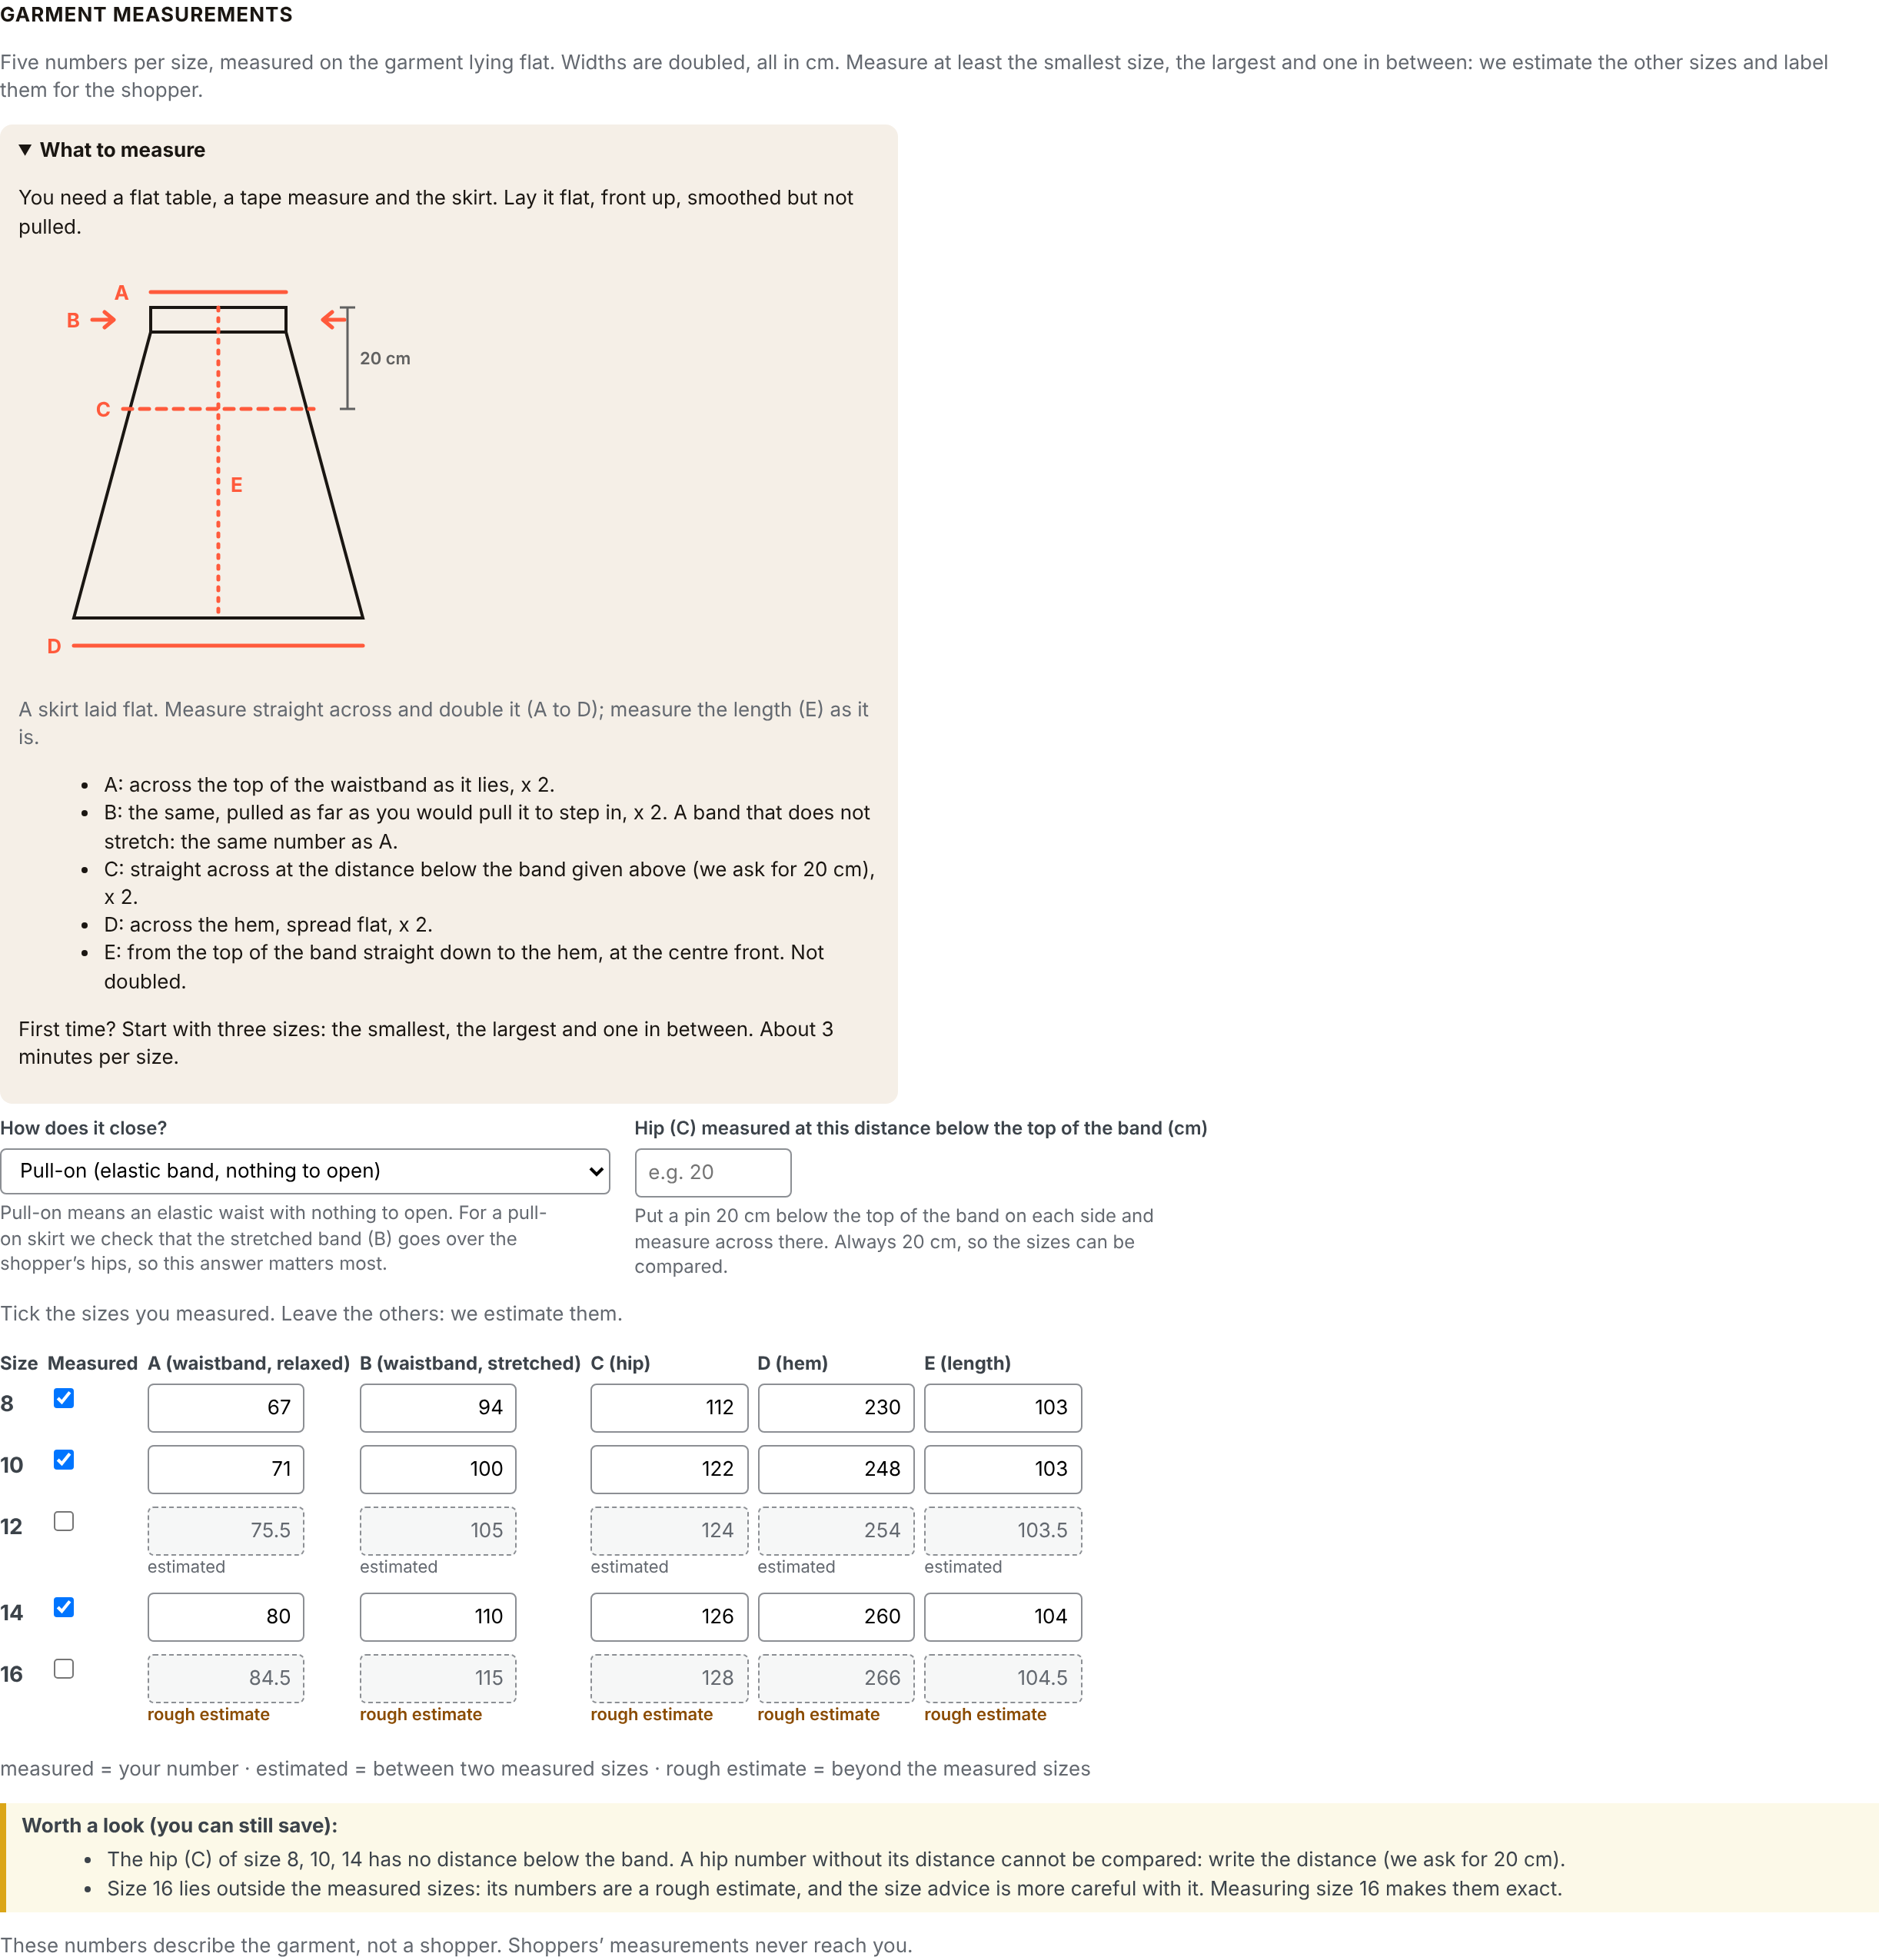 GARMENT MEASUREMENTS
Five numbers per size, measured on the garment lying flat. Widths are doubled, all in cm. Measure at least the smallest size, the largest and one in between: we estimate the other sizes and label
them for the shopper.
▼ What to measure
You need a flat table, a tape measure and the skirt. Lay it flat, front up, smoothed but not
pulled.
A
B
20 cm
C
E
D
A skirt laid flat. Measure straight across and double it (A to D); measure the length (E) as it
is.
• A: across the top of the waistband as it lies, x 2.
• B: the same, pulled as far as you would pull it to step in, x 2. A band that does not
stretch: the same number as A.
• C: straight across at the distance below the band given above (we ask for 20 cm),
x 2.
• D: across the hem, spread flat, x 2.
• E: from the top of the band straight down to the hem, at the centre front. Not
doubled.
First time? Start with three sizes: the smallest, the largest and one in between. About 3
minutes per size.
How does it close?
Pull-on (elastic band, nothing to open)
Pull-on means an elastic waist with nothing to open. For a pull-
on skirt we check that the stretched band (B) goes over the
shopper’s hips, so this answer matters most.
Hip (C) measured at this distance below the top of the band (cm)
e.g. 20
Put a pin 20 cm below the top of the band on each side and
measure across there. Always 20 cm, so the sizes can be
compared.
Tick the sizes you measured. Leave the others: we estimate them.
Size Measured A (waistband, relaxed) B (waistband, stretched) C (hip) D (hem) E (length)
8 67 94 112 230 103
10 71 100 122 248 103
12 75.5 105 124 254 103.5
estimated estimated estimated estimated estimated
14 80 110 126 260 104
16 84.5 115 128 266 104.5
rough estimate rough estimate rough estimate rough estimate rough estimate
measured = your number · estimated = between two measured sizes · rough estimate = beyond the measured sizes
Worth a look (you can still save):
• The hip (C) of size 8, 10, 14 has no distance below the band. A hip number without its distance cannot be compared: write the distance (we ask for 20 cm).
• Size 16 lies outside the measured sizes: its numbers are a rough estimate, and the size advice is more careful with it. Measuring size 16 makes them exact.
These numbers describe the garment, not a shopper. Shoppers’ measurements never reach you.